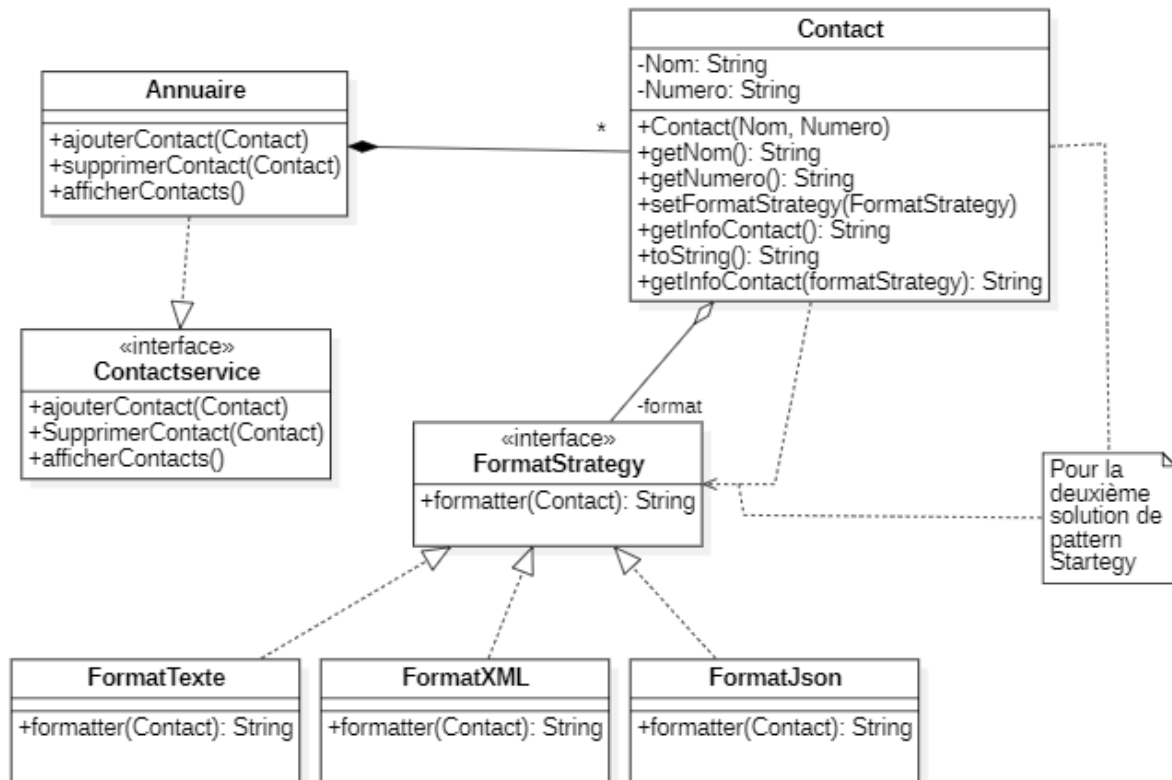 Contact
-Nom: String
-Numero: String
+Contact(Nom, Numero)
+getNom(): String
+getNumero(): String
+setFormatStrategy(FormatStrategy)
+getInfoContact(): String
+toString(): String
+getInfoContact(formatStrategy): String
Annuaire
+ajouterContact(Contact)
+supprimerContact(Contact)
+afficherContacts()
*
«interface»
Contactservice
+ajouterContact(Contact)
+SupprimerContact(Contact)
+afficherContacts()
-format
«interface»
FormatStrategy
+formatter(Contact): String
Pour la
deuxième
solution de
pattern
Startegy
FormatTexte
+formatter(Contact): String
FormatXML
+formatter(Contact): String
FormatJson
+formatter(Contact): String